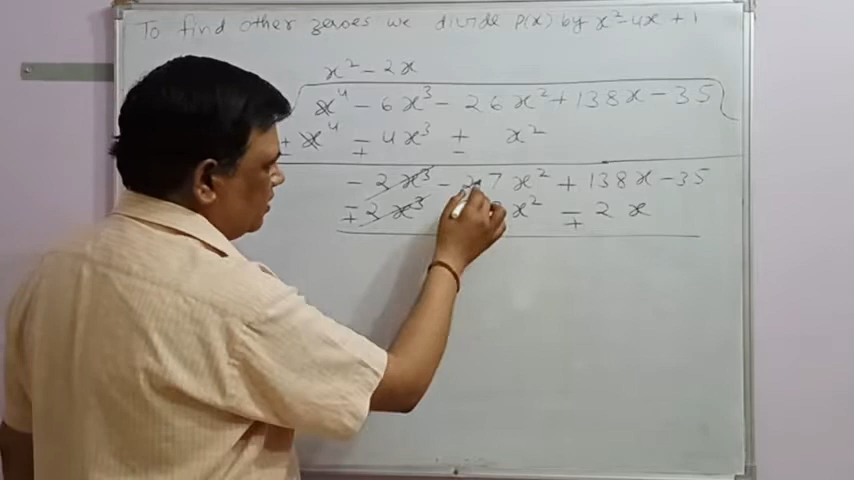 To find other zeroes we divide P(x) by x² - 4x + 1
x² - 2x
x⁴ - 6x³ - 26x² + 138x - 35
+ x⁴ - 4x³ + x²
- 2x³ - 27x² + 138x - 35
∓ 2x³ x² ∓ 2x